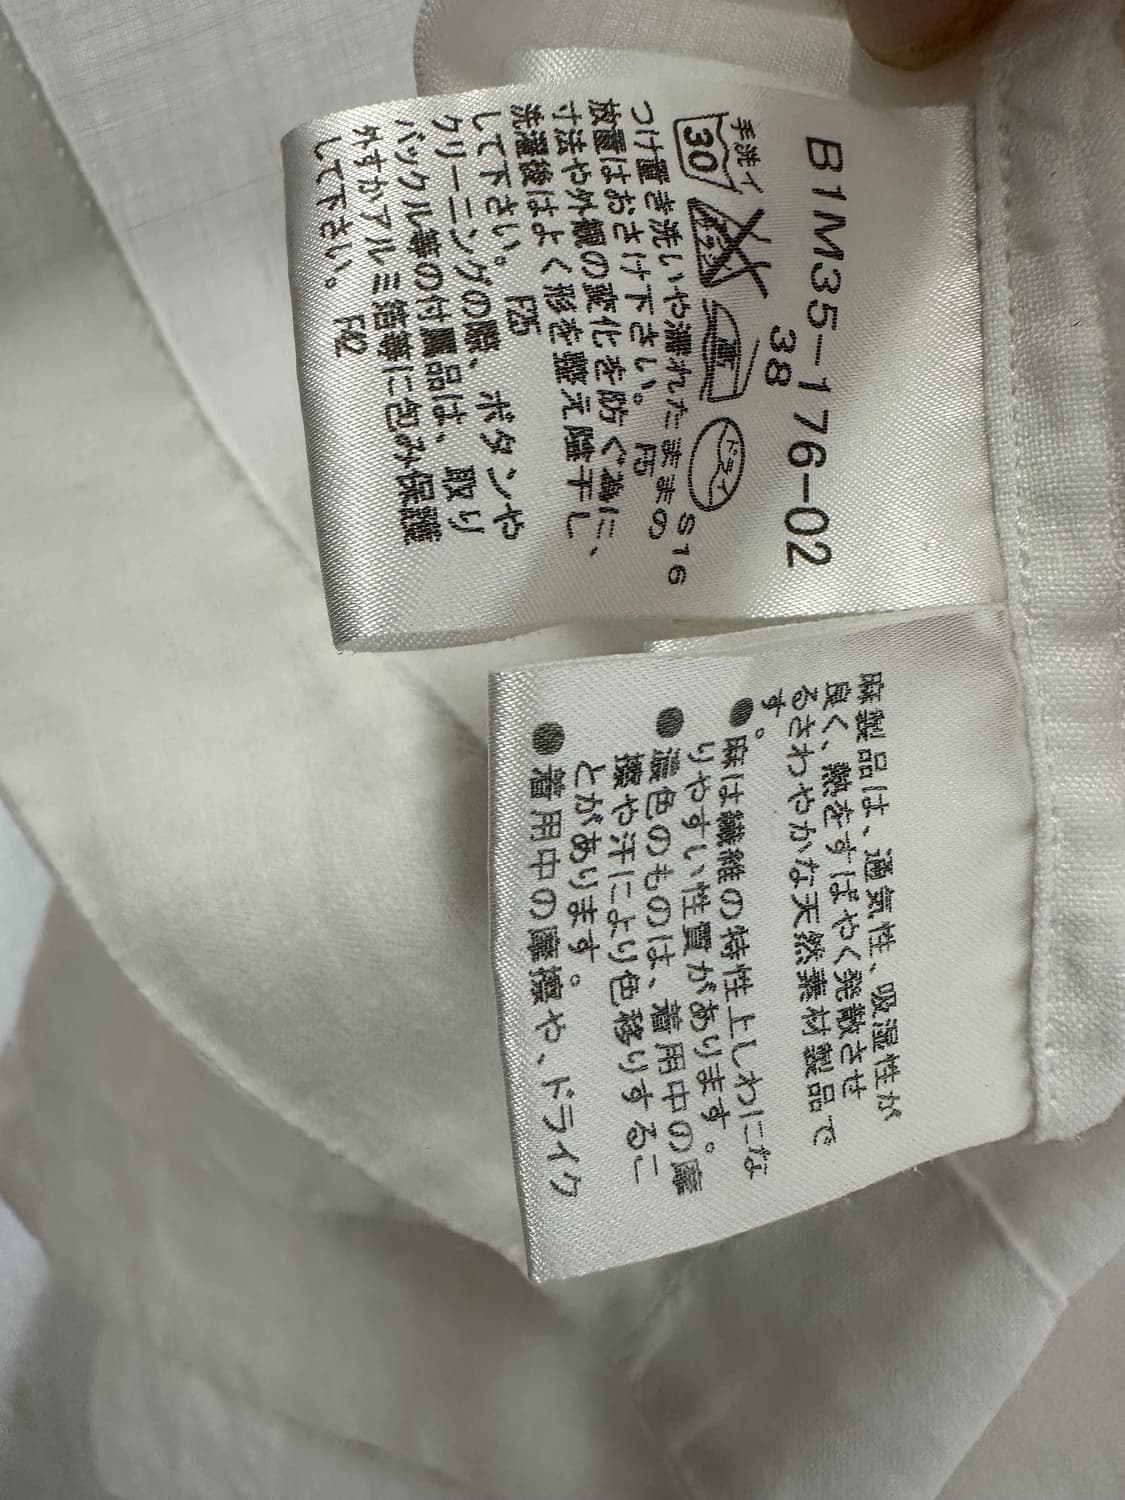 B1M35-176-02
38
手洗イ
30
エンソ
中
ドライ
S16
つけ置き洗いや濡れたままの
放置はおさけ下さい。 F5
寸法や外観の変化を防ぐ為に、
洗濯後はよく形を整え陰干し
して下さい。 F25
クリーニングの際、ボタンや
バックル等の付属品は、取り
外すかアルミ箔等に包み保護
して下さい。 F42
麻製品は、通気性、吸湿性が
良く、熱をすばやく発散させ
るさわやかな天然素材製品で
す。
●麻は繊維の特性上しわにな
りやすい性質があります。
●濃色のものは、着用中の摩
擦や汗により色移りするこ
とがあります。
●着用中の摩擦や、ドライク